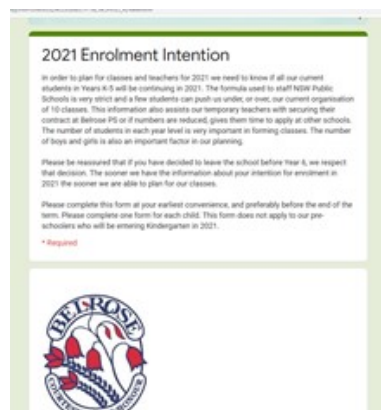 2021 Enrolment Intention
In order to plan for classes and teachers for 2021 we need to know if all our current
students in Years K-5 will be continuing in 2021. The formula used to staff NSW Public
Schools is very strict and a few students can push us under, or over, our current organisation
of 10 classes. This information also assists our temporary teachers with securing their
contract at Belrose PS or if numbers are reduced, gives them time to apply at other schools.
The number of students in each year level is very important in forming classes. The number
of boys and girls is also an important factor in our planning.
Please be reassured that if you have decided to leave the school before Year 6, we respect
that decision. The sooner we have the information about your intention for enrolment in
2021 the sooner we are able to plan for our classes.
Please complete this form at your earliest convenience, and preferably before the end of the
term. Please complete one form for each child. This form does not apply to our pre-
schoolers who will be entering Kindergarten in 2021.
* Required
BELROSE